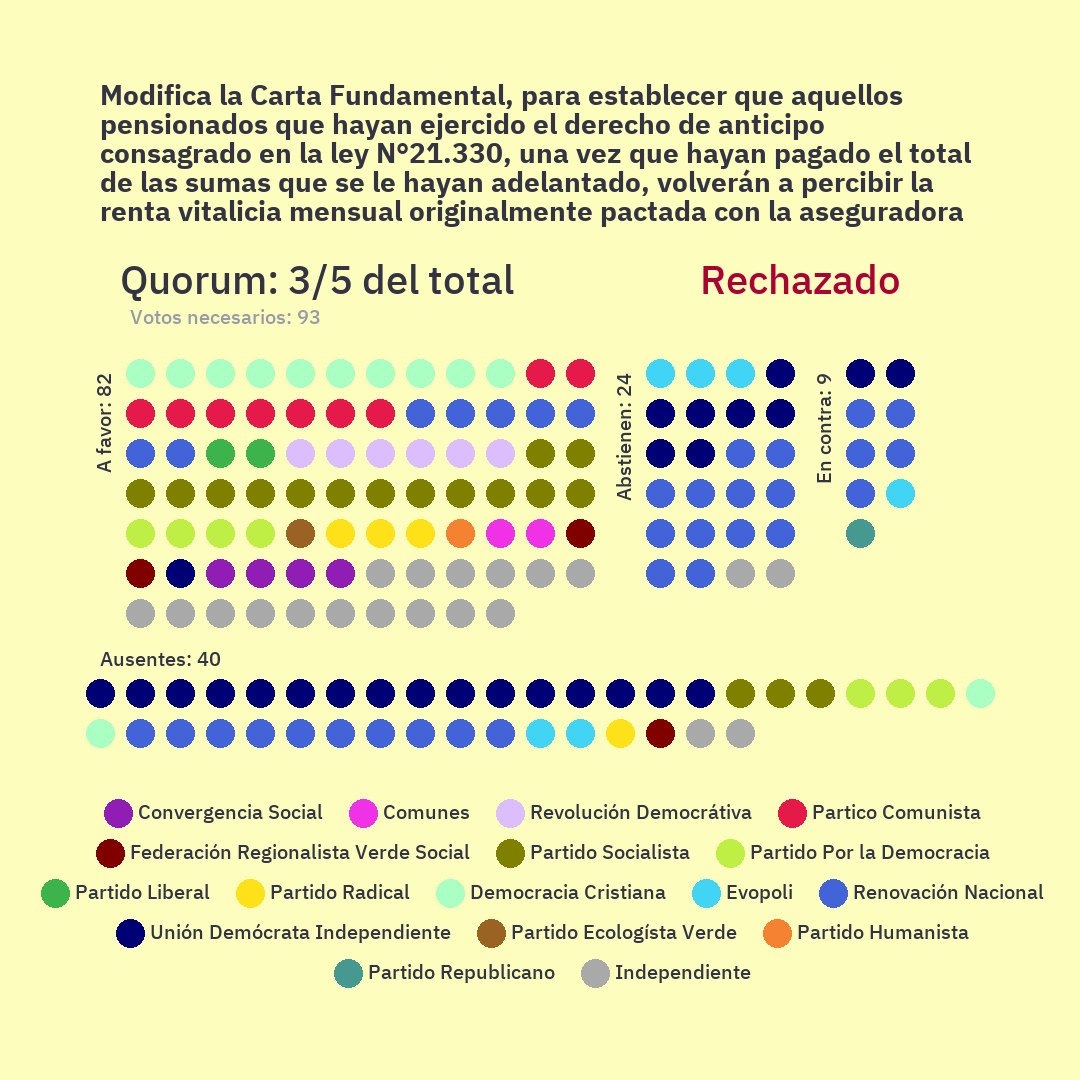 Modifica la Carta Fundamental, para establecer que aquellos
pensionados que hayan ejercido el derecho de anticipo
consagrado en la ley N°21.330, una vez que hayan pagado el total
de las sumas que se le hayan adelantado, volverán a percibir la
renta vitalicia mensual originalmente pactada con la aseguradora
Quorum: 3/5 del total
Rechazado
Votos necesarios: 93
A favor: 82
Abstienen: 24
En contra: 9
Ausentes: 40
Convergencia Social
Comunes
Revolución Democrátiva
Partico Comunista
Federación Regionalista Verde Social
Partido Socialista
Partido Por la Democracia
Partido Liberal
Partido Radical
Democracia Cristiana
Evopoli
Renovación Nacional
Unión Demócrata Independiente
Partido Ecologísta Verde
Partido Humanista
Partido Republicano
Independiente